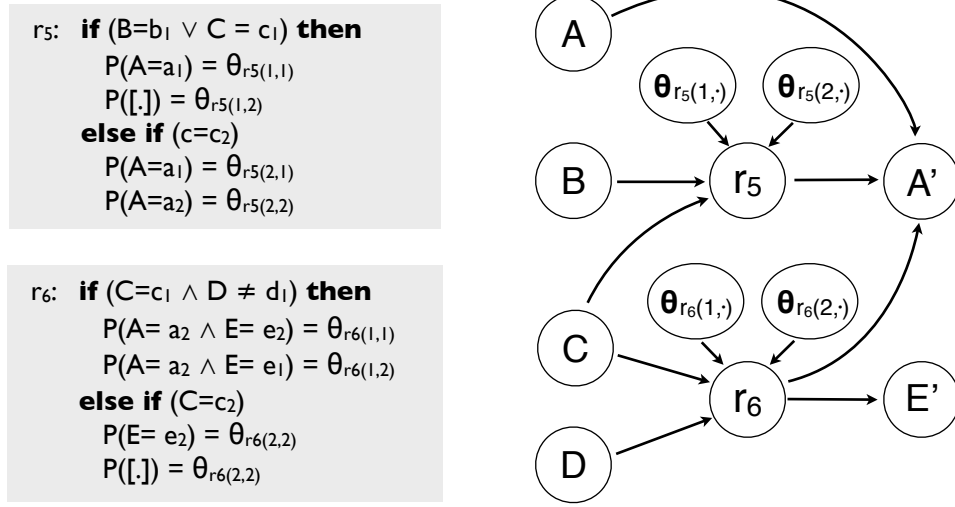 r₅: if (B=b₁ ∨ C = c₁) then
P(A=a₁) = θr₅(1,1)
P([.]) = θr₅(1,2)
else if (c=c₂)
P(A=a₁) = θr₅(2,1)
P(A=a₂) = θr₅(2,2)
r₆: if (C=c₁ ∧ D ≠ d₁) then
P(A= a₂ ∧ E= e₂) = θr₆(1,1)
P(A= a₂ ∧ E= e₁) = θr₆(1,2)
else if (C=c₂)
P(E= e₂) = θr₆(2,2)
P([.]) = θr₆(2,2)
A
θr₅(1,·)
θr₅(2,·)
B
r₅
A'
θr₆(1,·)
θr₆(2,·)
C
r₆
E'
D